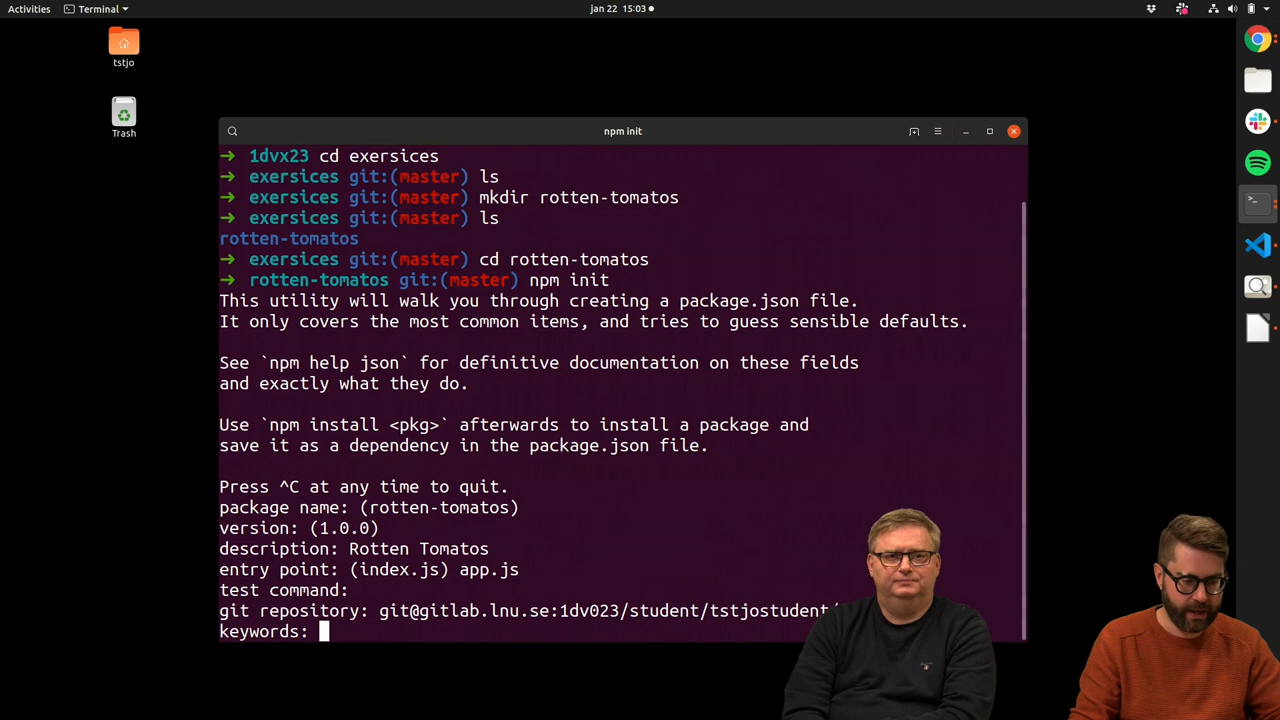 Activities
Terminal
jan 22 15:03
tstjo
Trash
npm init
→ 1dvx23 cd exersices
→ exersices git:(master) ls
→ exersices git:(master) mkdir rotten-tomatos
→ exersices git:(master) ls
rotten-tomatos
→ exersices git:(master) cd rotten-tomatos
→ rotten-tomatos git:(master) npm init
This utility will walk you through creating a package.json file.
It only covers the most common items, and tries to guess sensible defaults.
See `npm help json` for definitive documentation on these fields
and exactly what they do.
Use `npm install <pkg>` afterwards to install a package and
save it as a dependency in the package.json file.
Press ^C at any time to quit.
package name: (rotten-tomatos)
version: (1.0.0)
description: Rotten Tomatos
entry point: (index.js) app.js
test command:
git repository: git@gitlab.lnu.se:1dv023/student/tstjostudent/
keywords: